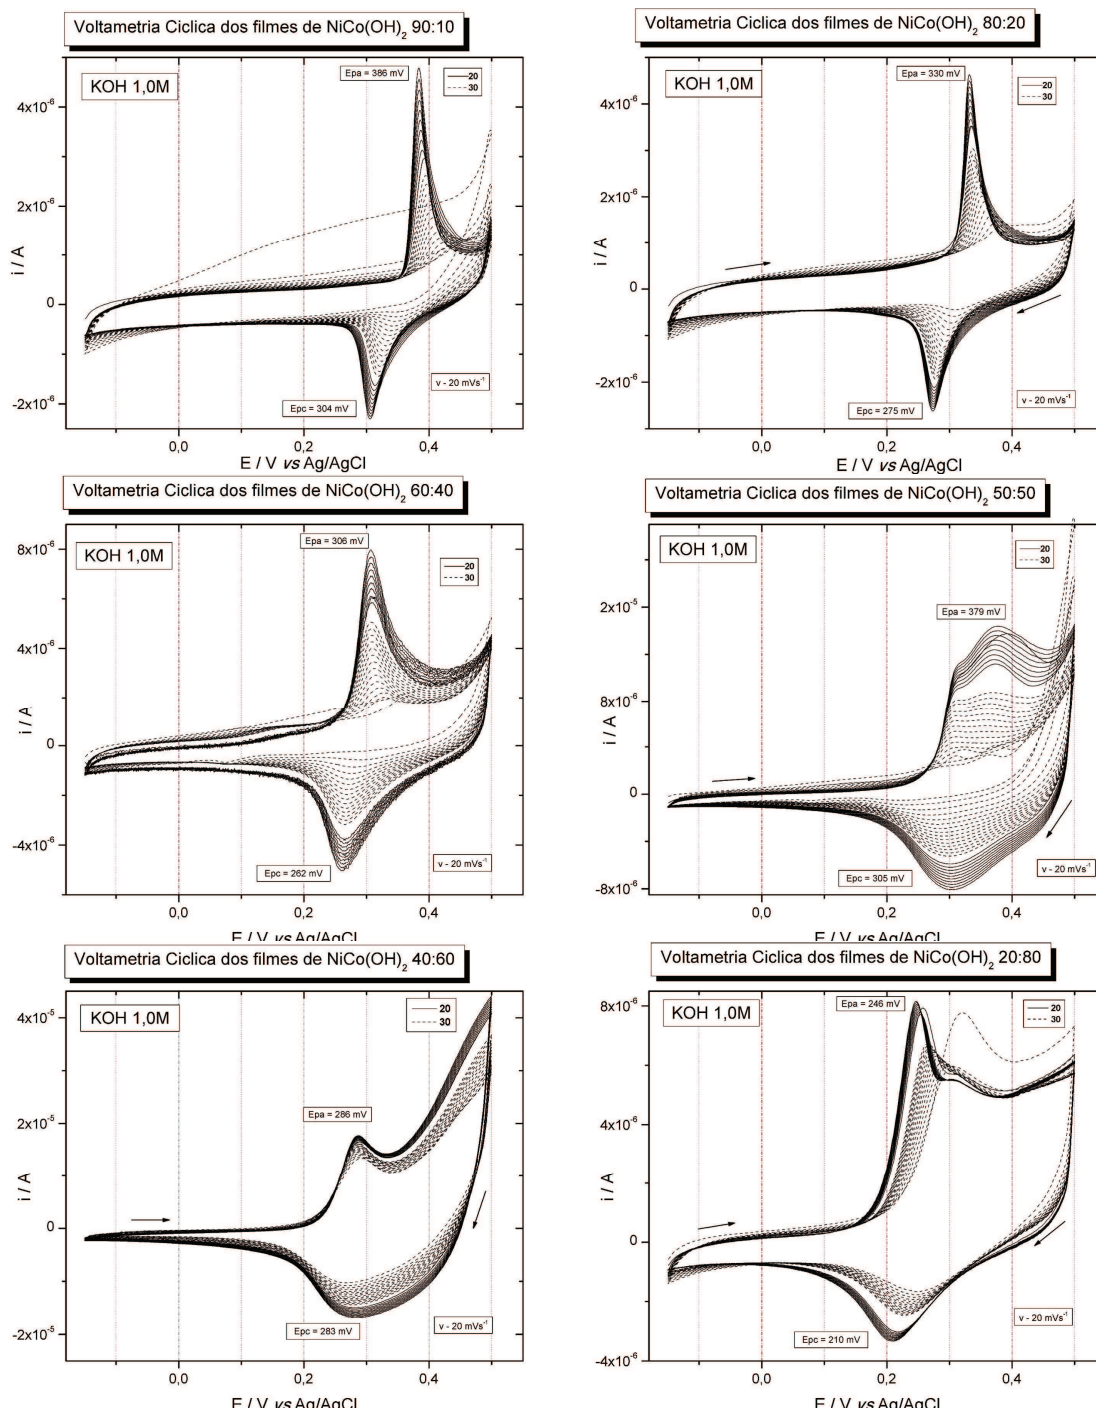 Voltametria Ciclica dos filmes de NiCo(OH)2 90:10
KOH 1,0M
Epa = 386 mV
20
30
4x10-6
2x10-6
0
-2x10-6
i / A
Epc = 304 mV
v - 20 mVs-1
0,0 0,2 0,4
E / V vs Ag/AgCl
Voltametria Ciclica dos filmes de NiCo(OH)2 80:20
KOH 1,0M
Epa = 330 mV
20
30
4x10-6
2x10-6
0
-2x10-6
i / A
Epc = 275 mV
v - 20 mVs-1
0,0 0,2 0,4
E / V vs Ag/AgCl
Voltametria Ciclica dos filmes de NiCo(OH)2 60:40
KOH 1,0M
Epa = 306 mV
20
30
8x10-6
4x10-6
0
-4x10-6
i / A
Epc = 262 mV
v - 20 mVs-1
0,0 0,2 0,4
E / V vs Ag/AgCl
Voltametria Ciclica dos filmes de NiCo(OH)2 50:50
KOH 1,0M
20
30
Epa = 379 mV
2x10-5
8x10-6
0
-8x10-6
i / A
Epc = 305 mV
v - 20 mVs-1
0,0 0,2 0,4
E / V vs Ag/AgCl
Voltametria Ciclica dos filmes de NiCo(OH)2 40:60
KOH 1,0M
20
30
4x10-5
2x10-5
0
-2x10-5
i / A
Epa = 286 mV
Epc = 283 mV
v - 20 mVs-1
0,0 0,2 0,4
E / V vs Ag/AgCl
Voltametria Ciclica dos filmes de NiCo(OH)2 20:80
KOH 1,0M
Epa = 246 mV
20
30
8x10-6
4x10-6
0
-4x10-6
i / A
Epc = 210 mV
v - 20 mVs-1
0,0 0,2 0,4
E / V vs Ag/AgCl